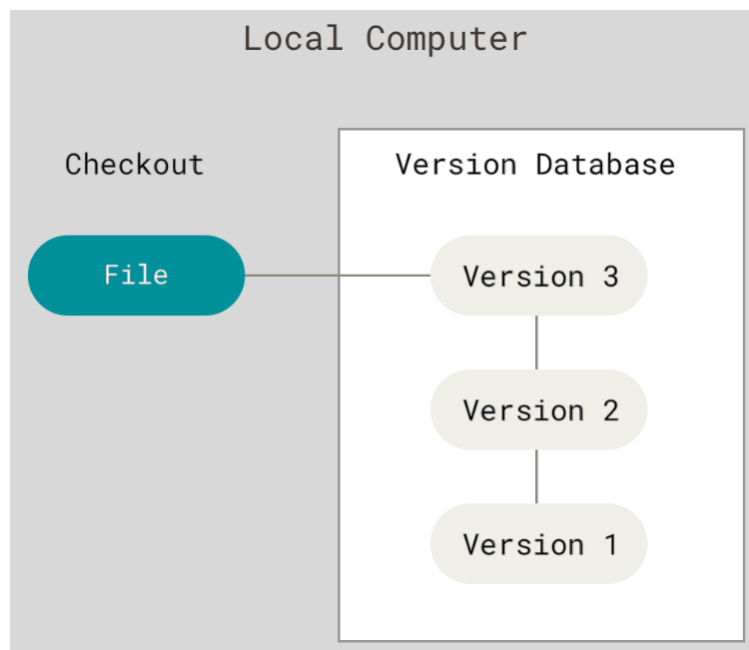 Local Computer
Checkout
Version Database
File
Version 3
Version 2
Version 1